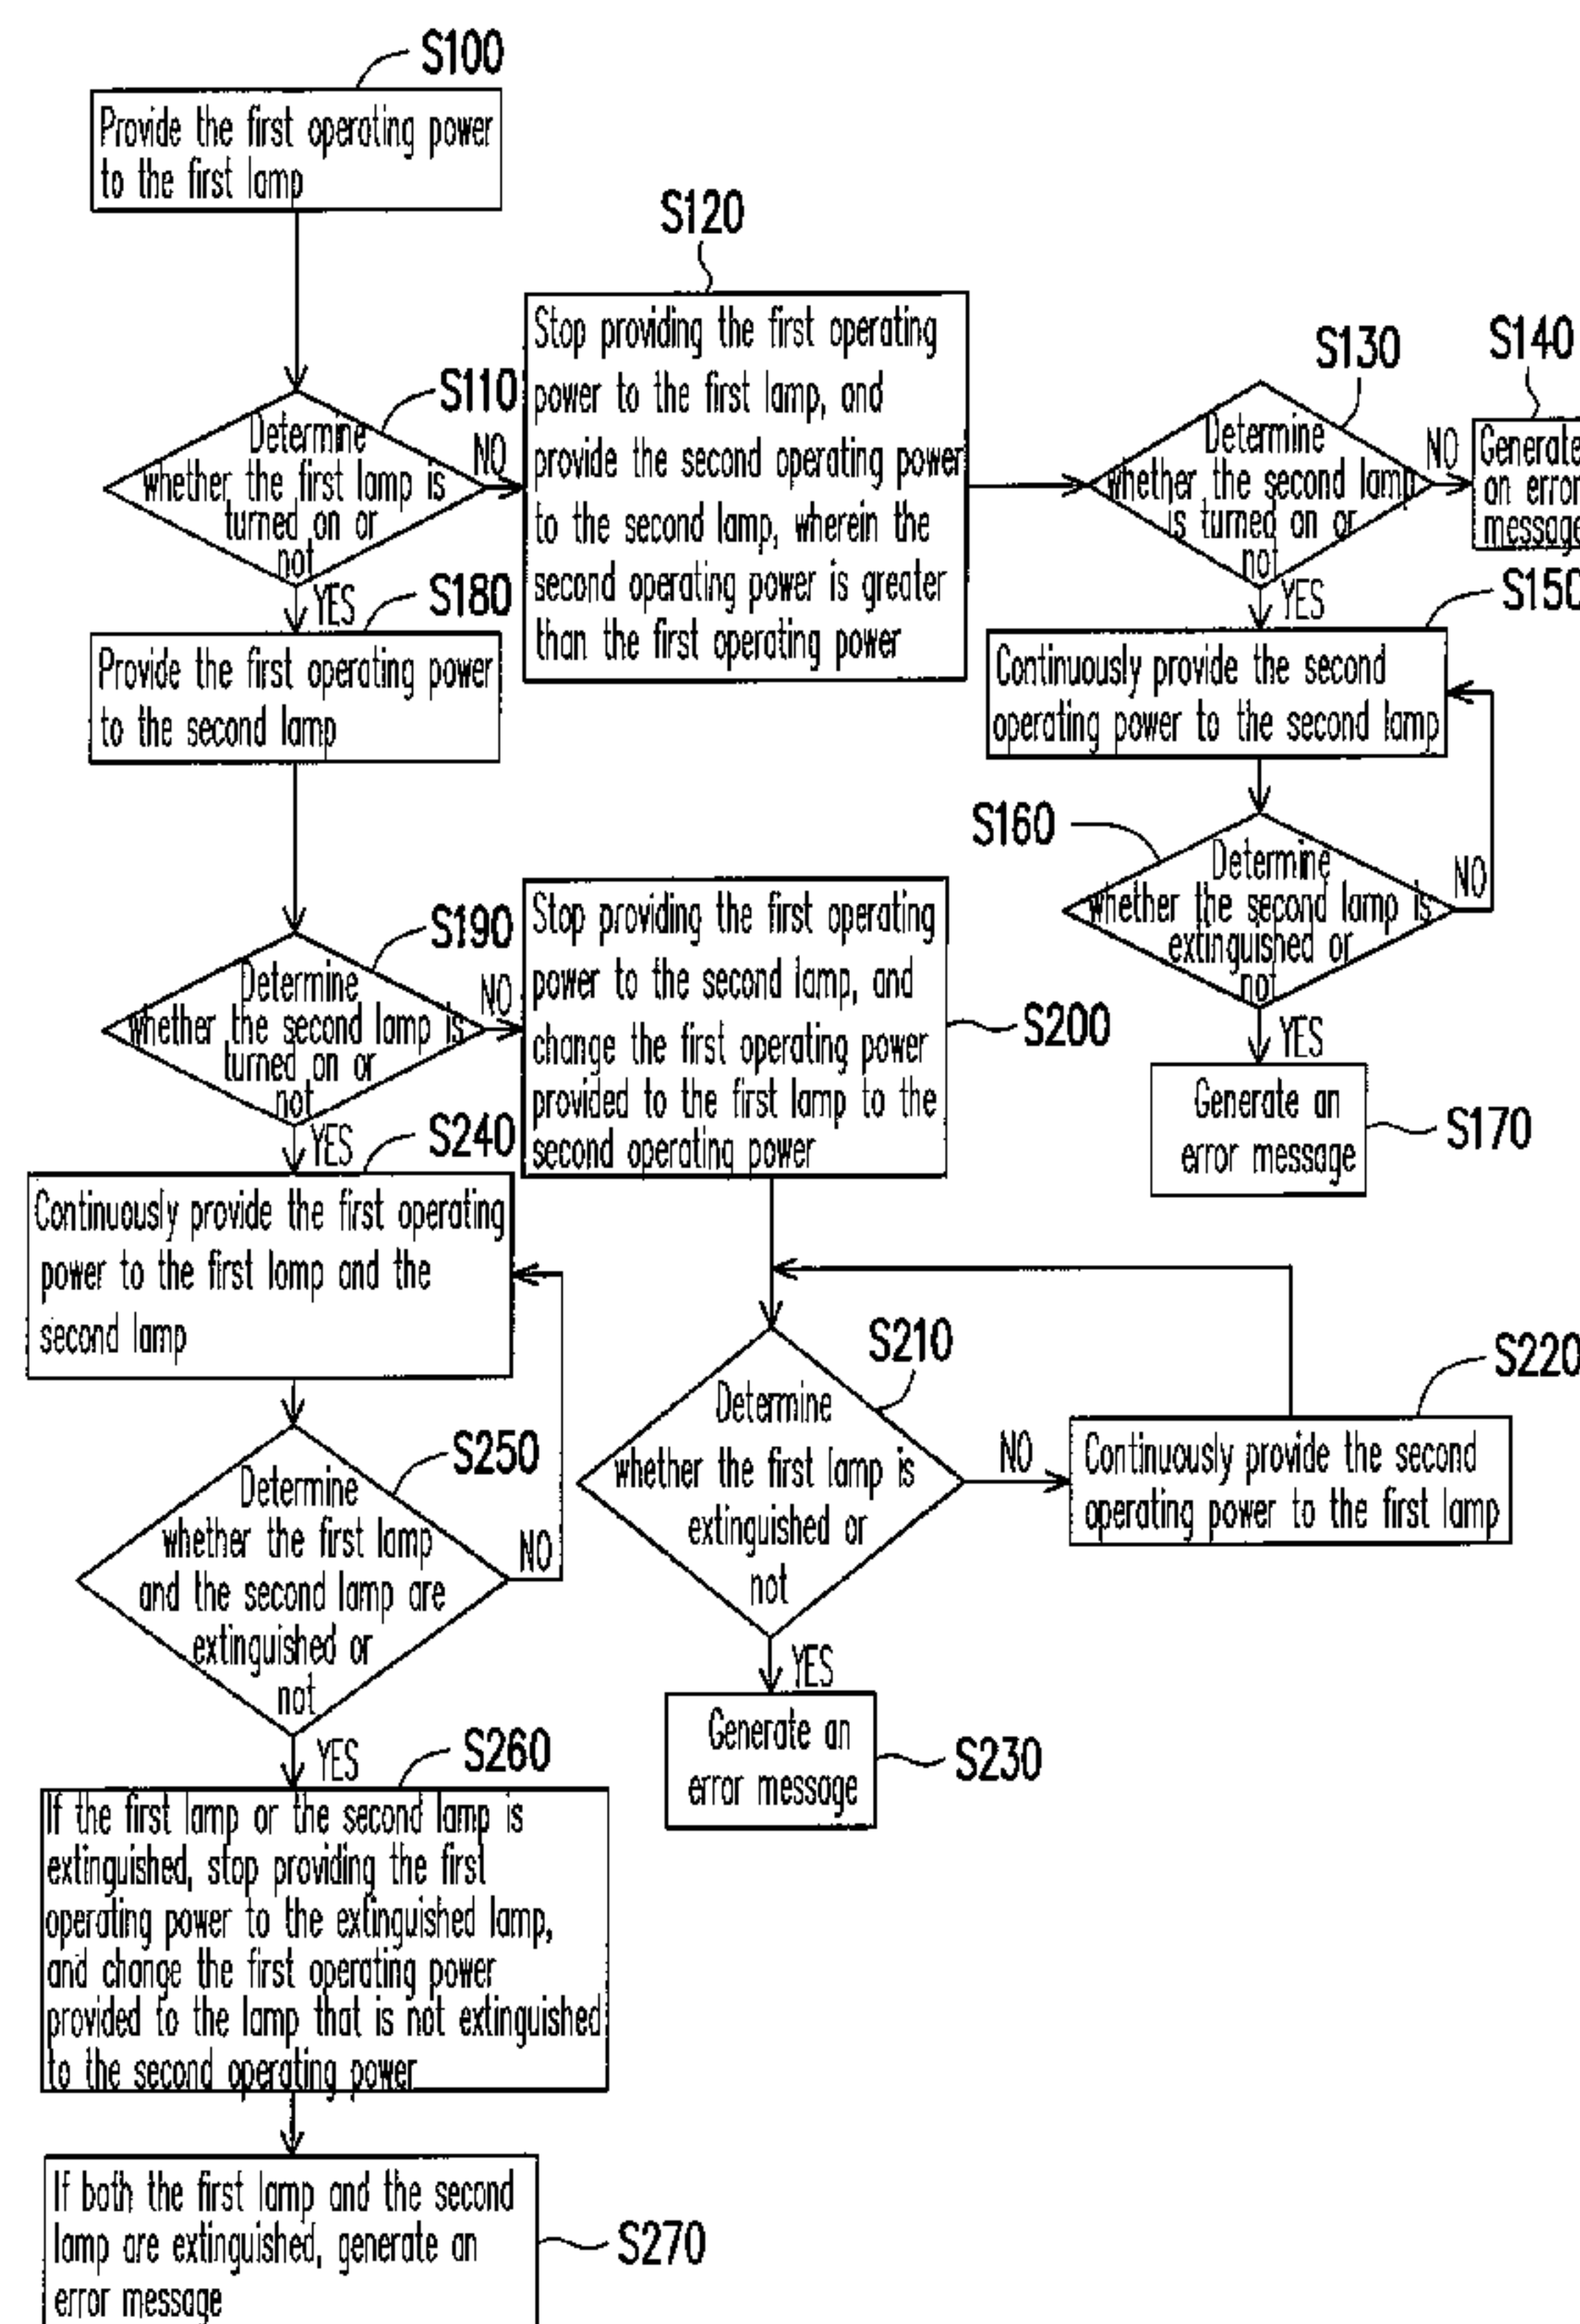 S100
Provide the first operating power
to the first lamp
S110
Determine
whether the first lamp is
turned on or
not
NO
YES
S120
Stop providing the first operating
power to the first lamp, and
provide the second operating power
to the second lamp, wherein the
second operating power is greater
than the first operating power
S130
Determine
whether the second lamp
is turned on or
not
NO
YES
S140
Generate
an error
message
S150
Continuously provide the second
operating power to the second lamp
S160
Determine
whether the second lamp is
extinguished or
not
NO
YES
Generate an
error message
S170
S180
Provide the first operating power
to the second lamp
S190
Determine
whether the second lamp is
turned on or
not
NO
YES
Stop providing the first operating
power to the second lamp, and
change the first operating power
provided to the first lamp to the
second operating power
S200
S210
Determine
whether the first lamp is
extinguished or
not
NO
YES
S220
Continuously provide the second
operating power to the first lamp
Generate an
error message
S230
S240
Continuously provide the first operating
power to the first lamp and the
second lamp
S250
Determine
whether the first lamp
and the second lamp are
extinguished or
not
NO
YES
S260
If the first lamp or the second lamp is
extinguished, stop providing the first
operating power to the extinguished lamp,
and change the first operating power
provided to the lamp that is not extinguished
to the second operating power
If both the first lamp and the second
lamp are extinguished, generate an
error message
S270